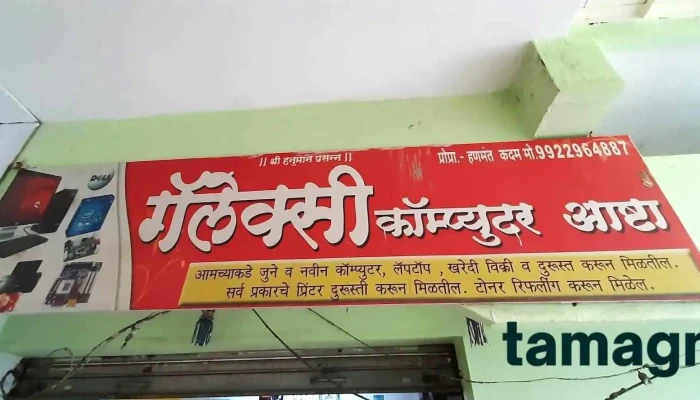 || श्री हनुमान प्रसन्न ||
प्रोप्रा.- हणमंत कदम मो.9922964887
DELL
गॅलेक्सी कॉम्प्युटर आष्टा
आमच्याकडे जुने व नवीन कॉम्प्युटर, लॅपटॉप , खरेदी विक्री व दुरूस्त करून मिळतील.
सर्व प्रकारचे प्रिंटर दुरूस्ती करून मिळतील. टोनर रिफर्लीग करून मिळेल.
tamagr